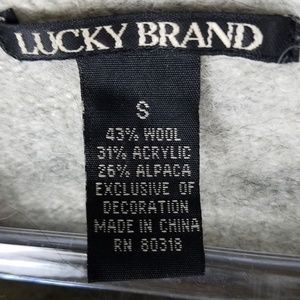 LUCKY BRAND
S
43% WOOL
31% ACRYLIC
26% ALPACA
EXCLUSIVE OF
DECORATION
MADE IN CHINA
RN 80318